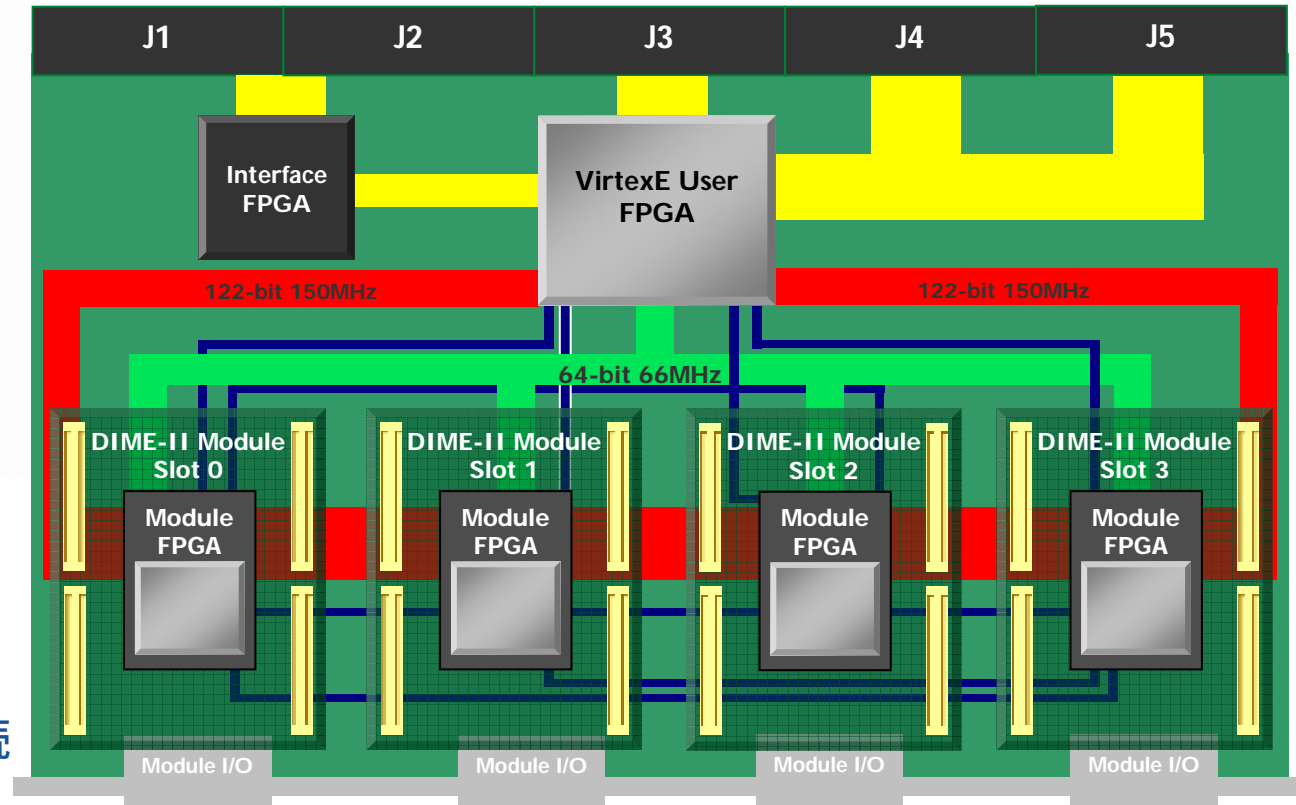 J1
J2
J3
J4
J5
Interface
FPGA
VirtexE User
FPGA
122-bit 150MHz
122-bit 150MHz
64-bit 66MHz
DIME-II Module
Slot 0
DIME-II Module
Slot 1
DIME-II Module
Slot 2
DIME-II Module
Slot 3
Module
FPGA
Module
FPGA
Module
FPGA
Module
FPGA
Module I/O
Module I/O
Module I/O
Module I/O